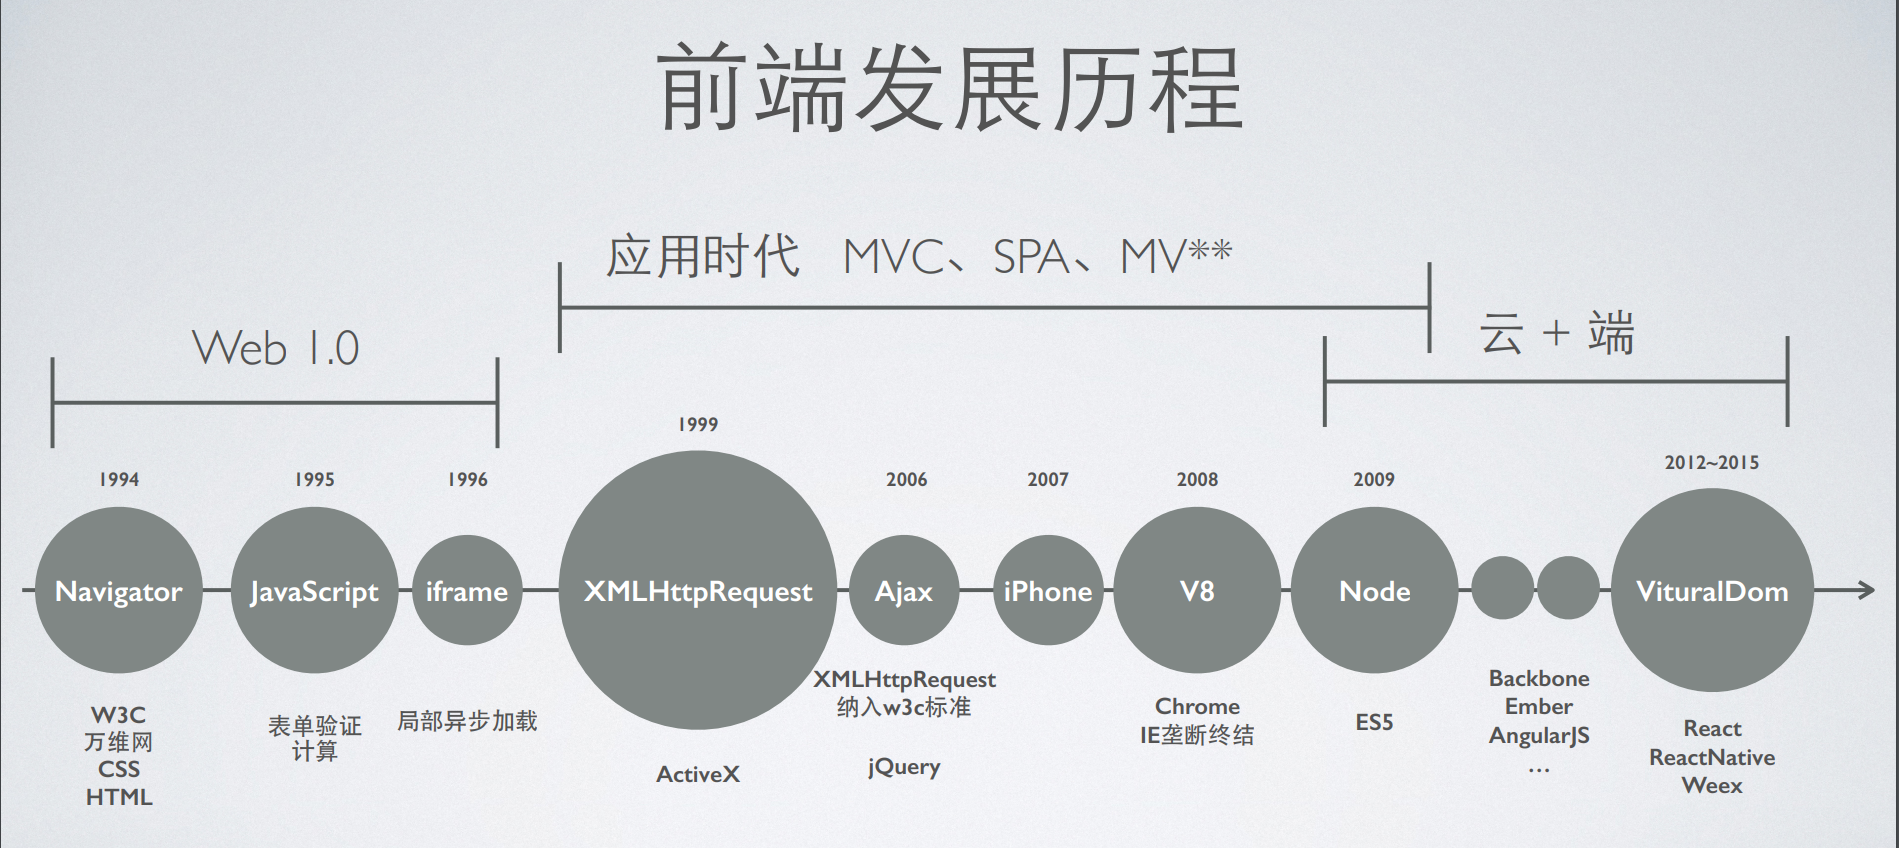 前端发展历程
应用时代 MVC、SPA、MV**
云 + 端
Web 1.0
1999
1994
1995
1996
2006
2007
2008
2009
2012~2015
Navigator
JavaScript
iframe
XMLHttpRequest
Ajax
iPhone
V8
Node
VituralDom
W3C
万维网
CSS
HTML
表单验证
计算
局部异步加载
ActiveX
XMLHttpRequest
纳入w3c标准
jQuery
Chrome
IE垄断终结
ES5
Backbone
Ember
AngularJS
…
React
ReactNative
Weex